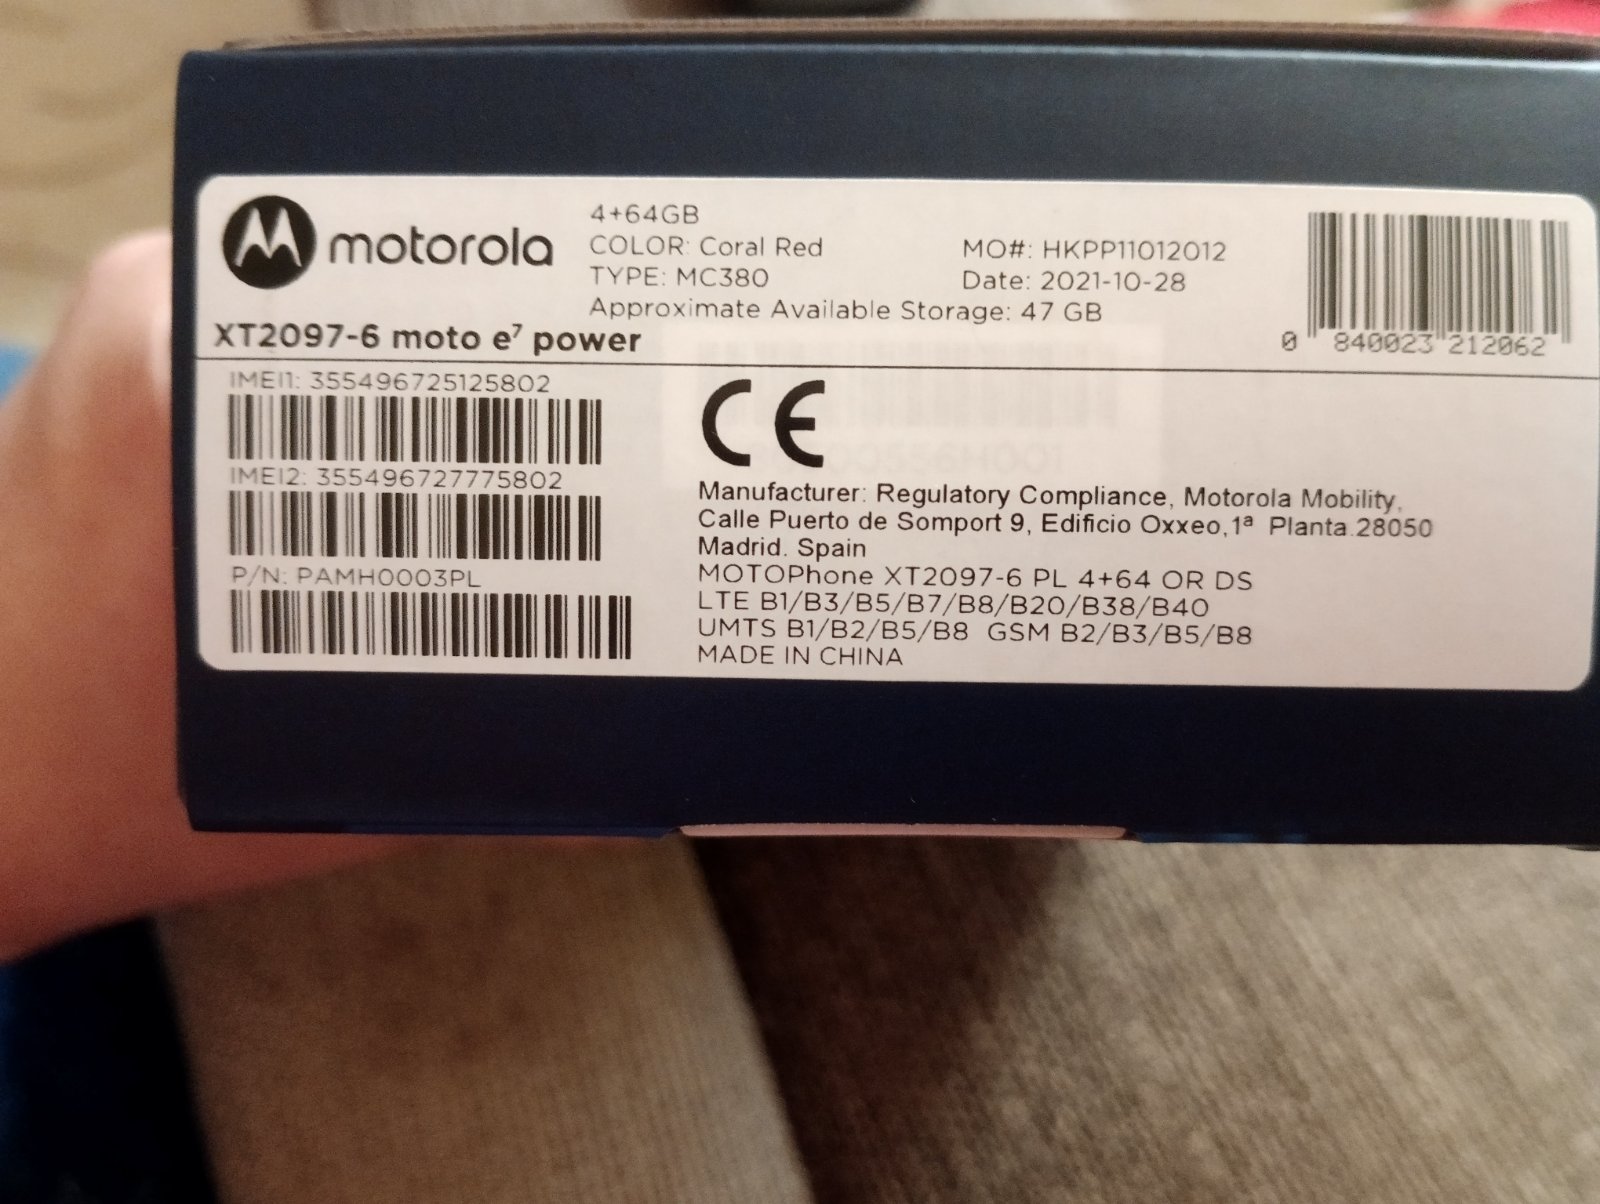 motorola
4+64GB
COLOR: Coral Red
TYPE: MC380
MO#: HKPP11012012
Date: 2021-10-28
Approximate Available Storage: 47 GB
XT2097-6 moto e⁷ power
0 840023 212062
IMEI1: 355496725125802
IMEI2: 355496727775802
P/N: PAMH0003PL
CE
Manufacturer: Regulatory Compliance, Motorola Mobility,
Calle Puerto de Somport 9, Edificio Oxxeo,1ª Planta.28050
Madrid. Spain
MOTOPhone XT2097-6 PL 4+64 OR DS
LTE B1/B3/B5/B7/B8/B20/B38/B40
UMTS B1/B2/B5/B8 GSM B2/B3/B5/B8
MADE IN CHINA